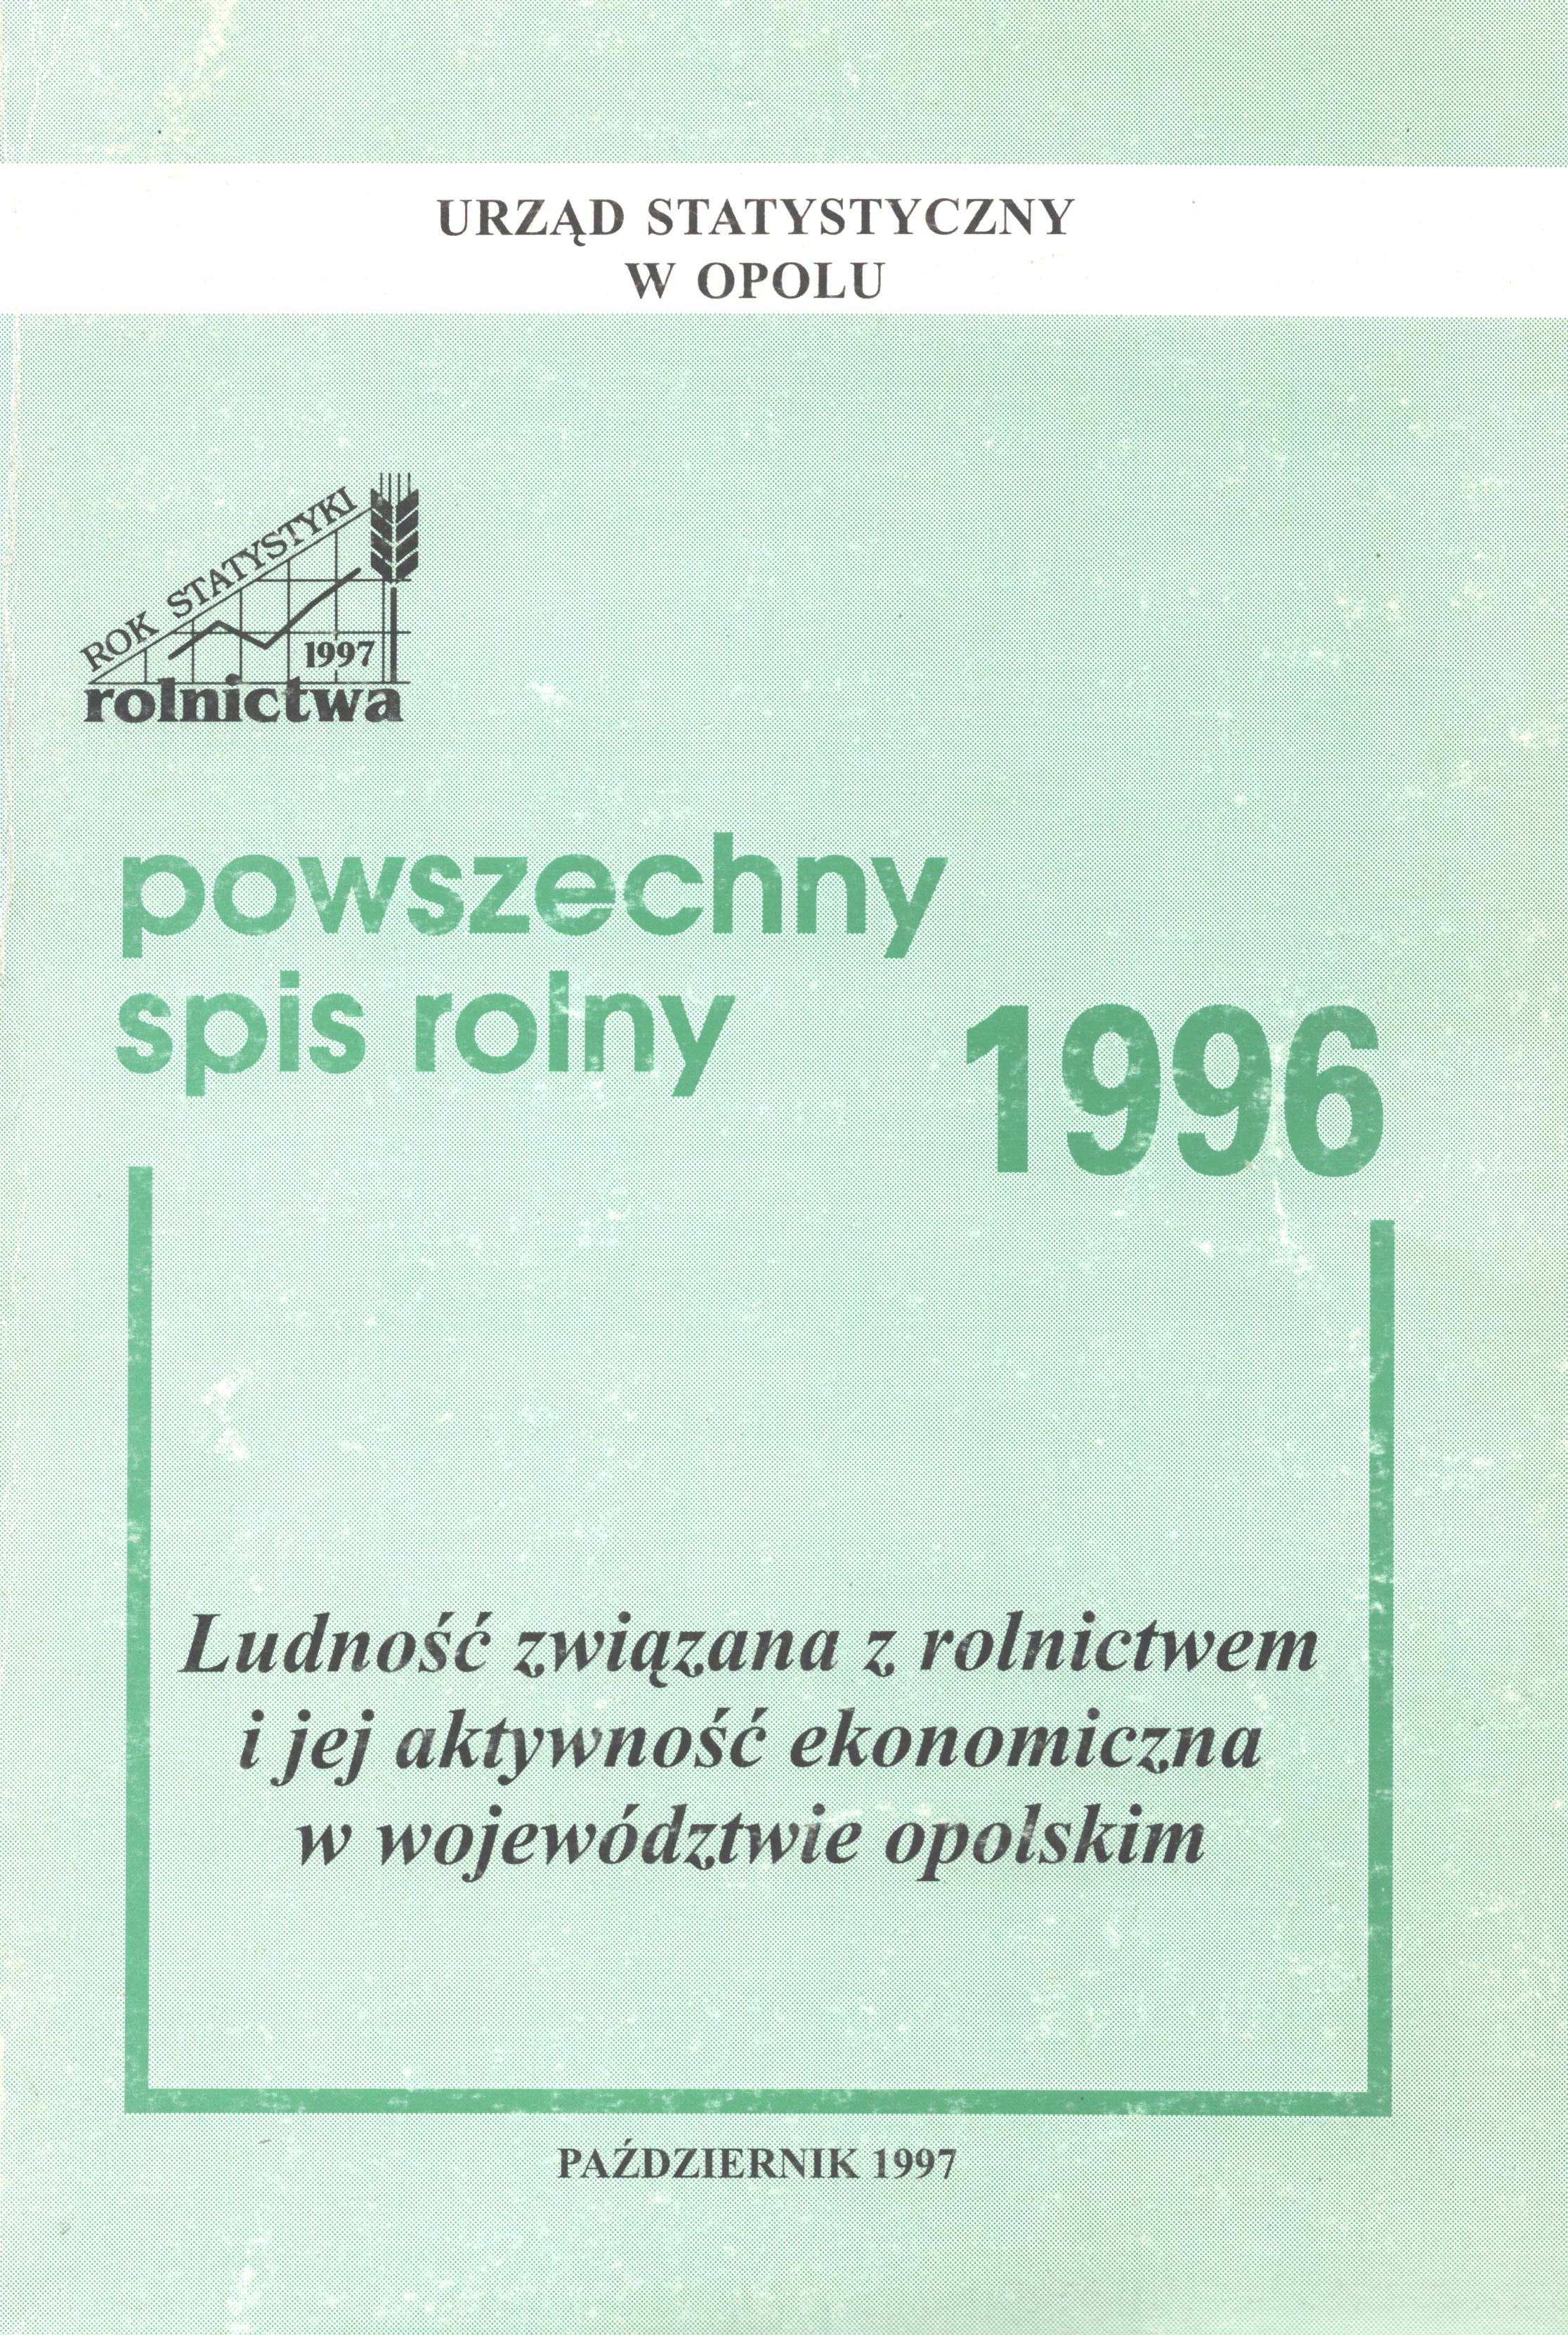 URZĄD STATYSTYCZNY
W OPOLU
ROK STATYSTYKI
1997
rolnictwa
powszechny
spis rolny
1996
Ludność związana z rolnictwem
i jej aktywność ekonomiczna
w województwie opolskim
PAŹDZIERNIK 1997